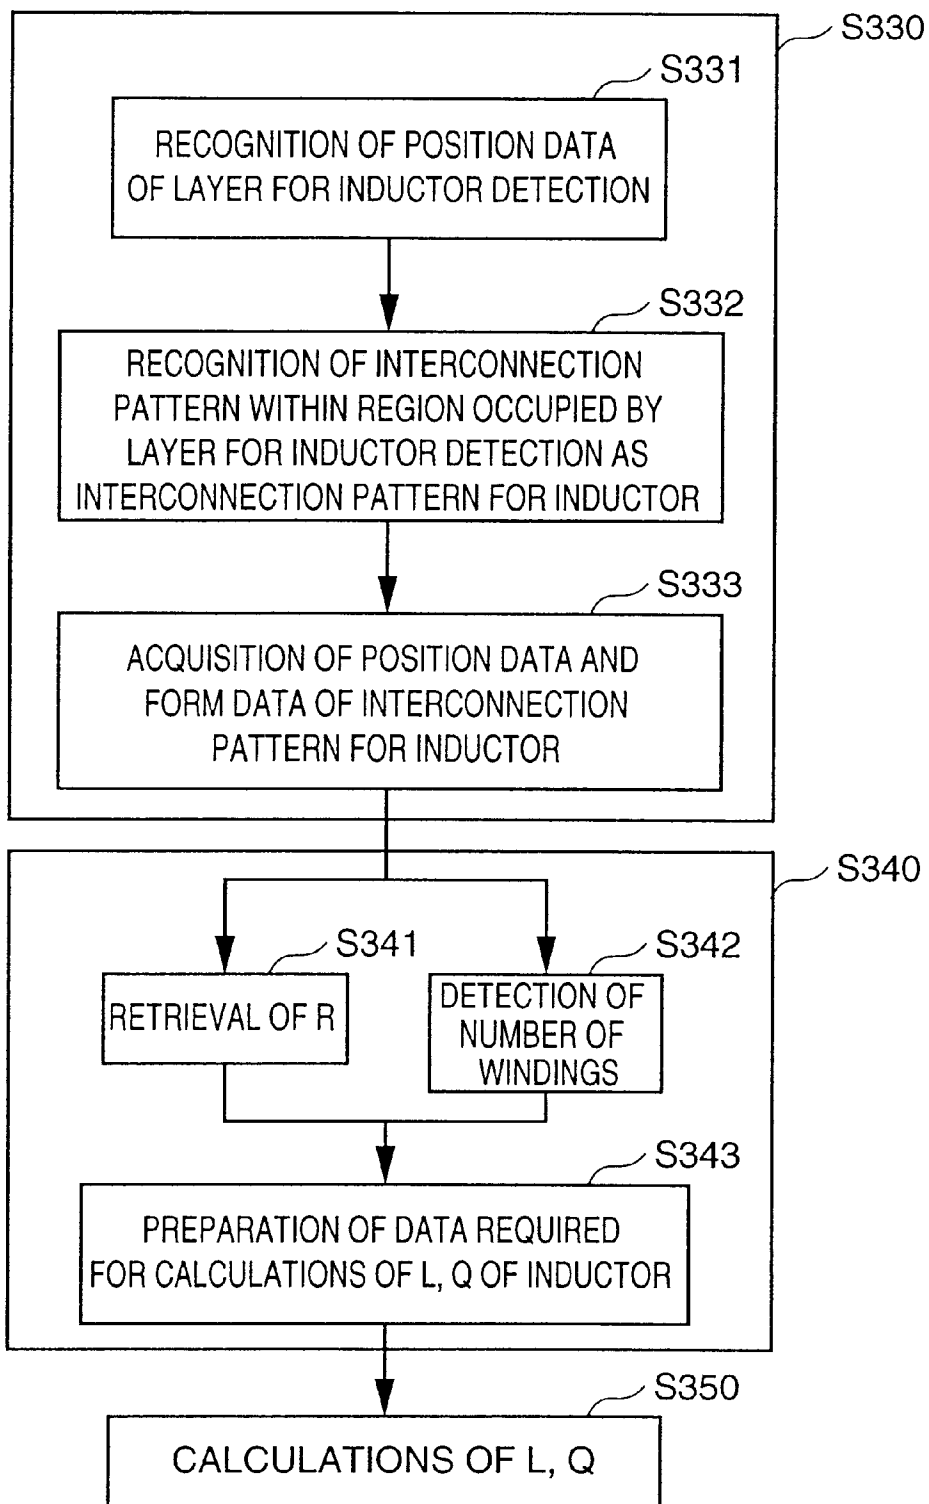 S330
S331
RECOGNITION OF POSITION DATA
OF LAYER FOR INDUCTOR DETECTION
S332
RECOGNITION OF INTERCONNECTION
PATTERN WITHIN REGION OCCUPIED BY
LAYER FOR INDUCTOR DETECTION AS
INTERCONNECTION PATTERN FOR INDUCTOR
S333
ACQUISITION OF POSITION DATA AND
FORM DATA OF INTERCONNECTION
PATTERN FOR INDUCTOR
S340
S341
RETRIEVAL OF R
S342
DETECTION OF
NUMBER OF
WINDINGS
S343
PREPARATION OF DATA REQUIRED
FOR CALCULATIONS OF L, Q OF INDUCTOR
S350
CALCULATIONS OF L, Q